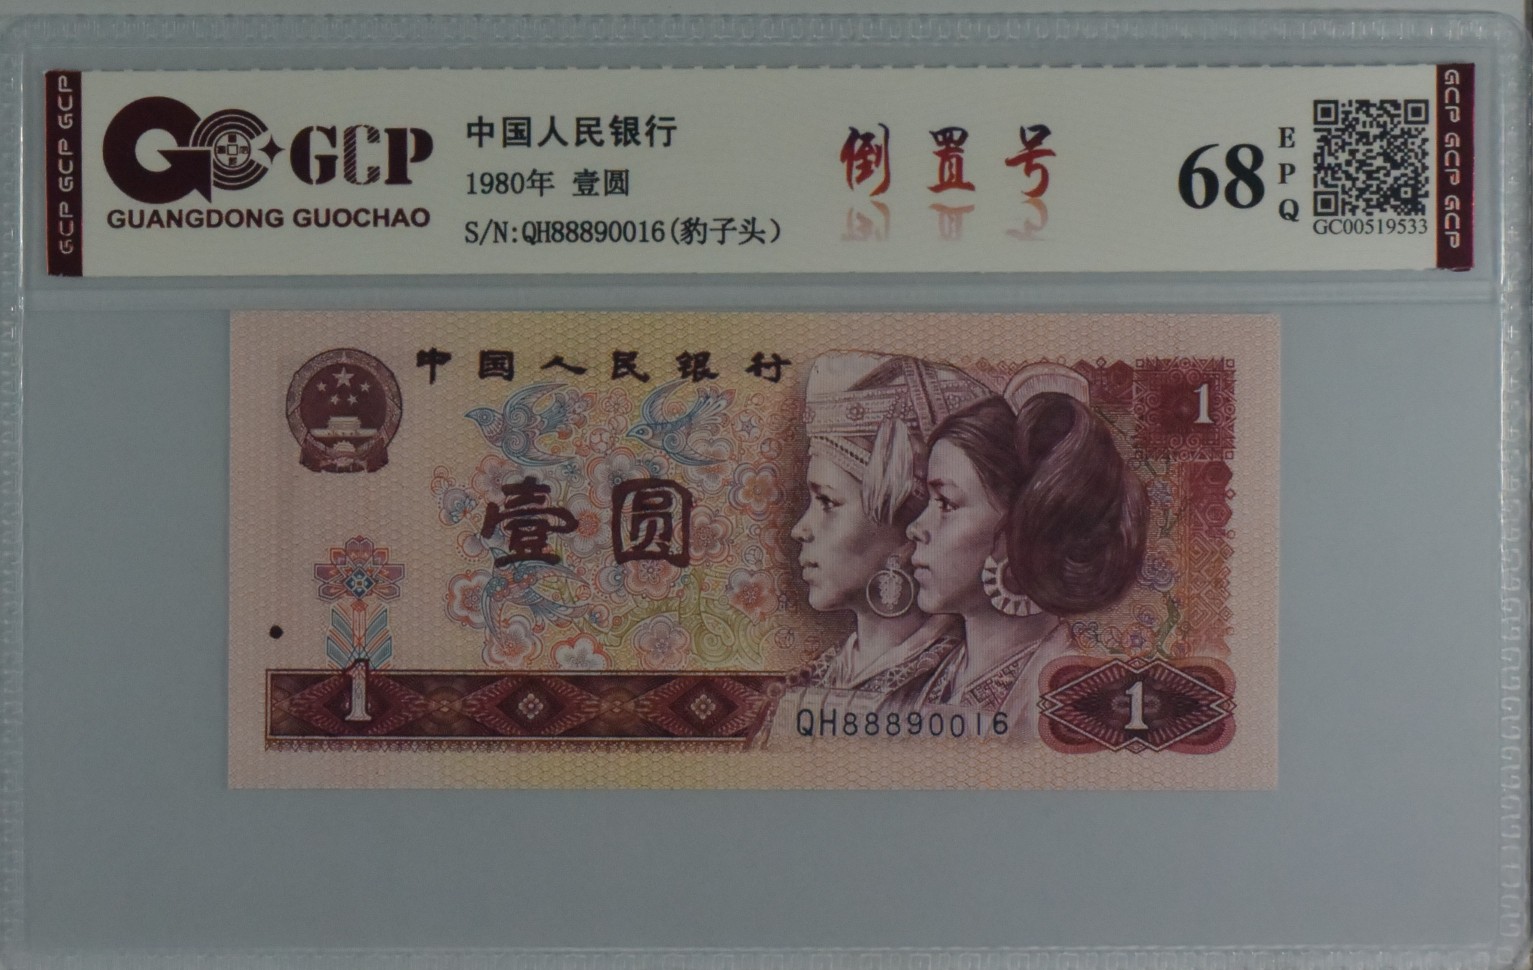 GCP GCP GCP
GCP
GUANGDONG GUOCHAO
中国人民银行
1980年 壹圆
S/N:QH88890016(豹子头)
倒置号
68
EPQ
GC00519533
GCP GCP GCP
中国人民银行
1
壹圆
1
QH88890016
1